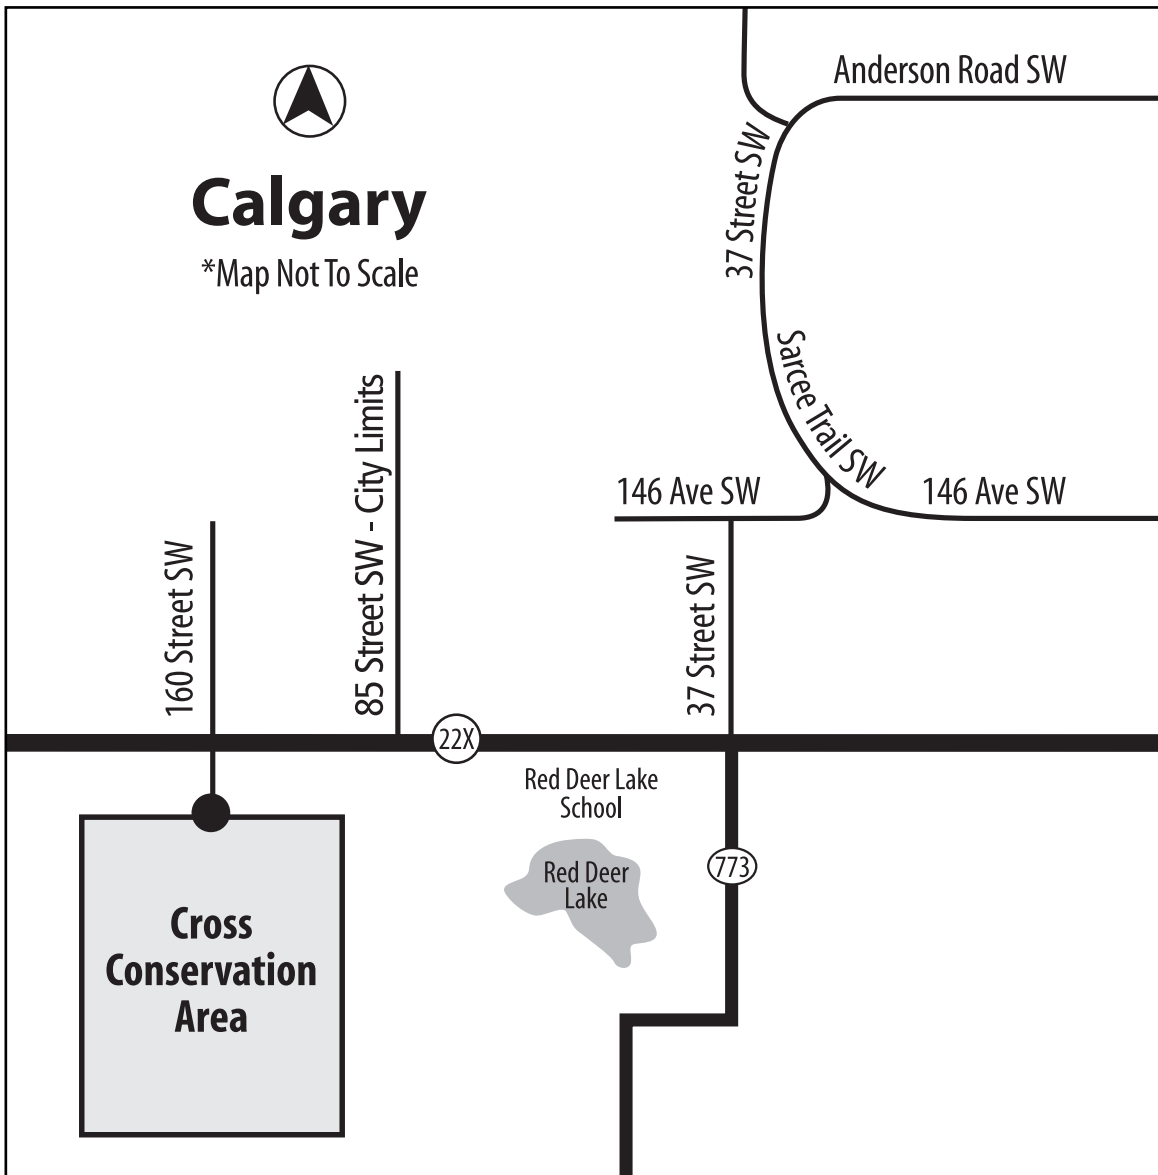 Anderson Road SW
Calgary
*Map Not To Scale
37 Street SW
Sarcee Trail SW
85 Street SW - City Limits
146 Ave SW
146 Ave SW
160 Street SW
37 Street SW
22X
Red Deer Lake
School
Red Deer
Lake
773
Cross
Conservation
Area